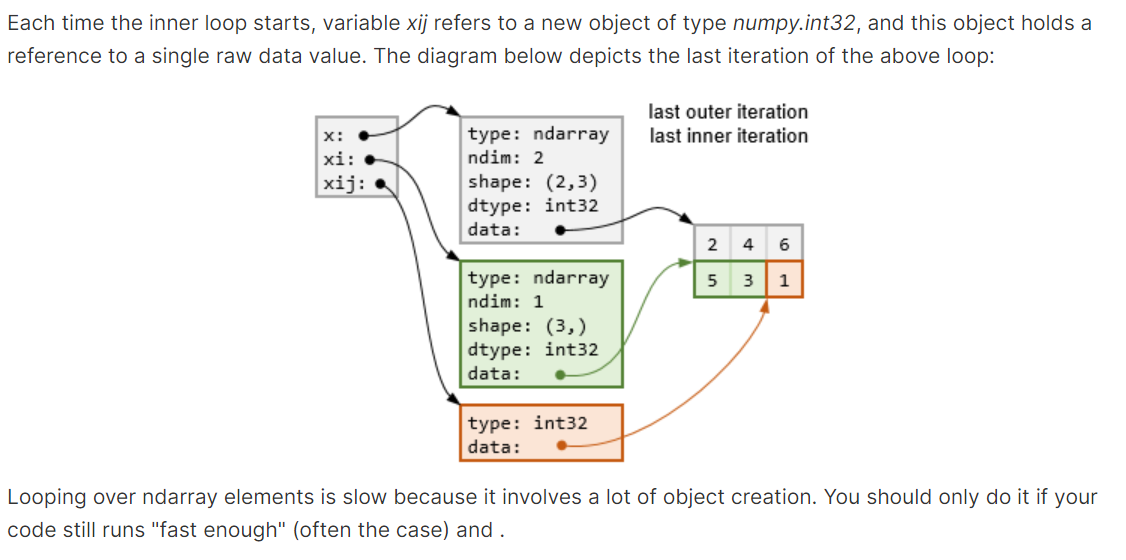 Each time the inner loop starts, variable xij refers to a new object of type numpy.int32, and this object holds a
reference to a single raw data value. The diagram below depicts the last iteration of the above loop:
last outer iteration
last inner iteration
x:
xi:
xij:
type: ndarray
ndim: 2
shape: (2,3)
dtype: int32
data:
2 4 6
5 3 1
type: ndarray
ndim: 1
shape: (3,)
dtype: int32
data:
type: int32
data:
Looping over ndarray elements is slow because it involves a lot of object creation. You should only do it if your
code still runs "fast enough" (often the case) and .